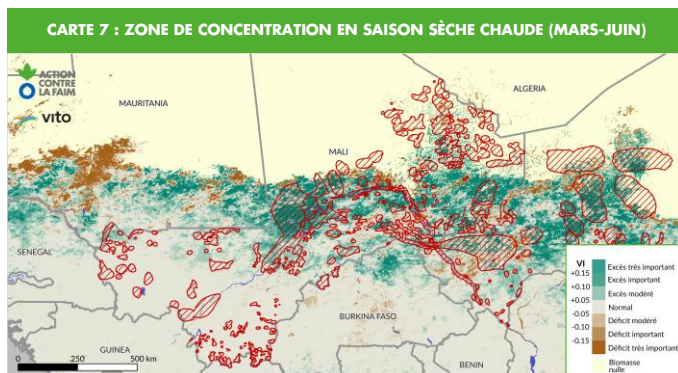 CARTE 7 : ZONE DE CONCENTRATION EN SAISON SÈCHE CHAUDE (MARS-JUIN)
ACTION
CONTRE
LA FAIM
vito
MAURITANIA
ALGERIA
MALI
SENEGAL
BURKINA FASO
GUINEA
BENIN
0 250 500 km
VI
+0.15
+0.10
+0.05
-0.05
-0.10
-0.15
Excès très important
Excès important
Excès modéré
Normal
Déficit modéré
Déficit important
Déficit très important
Biomasse
nulle